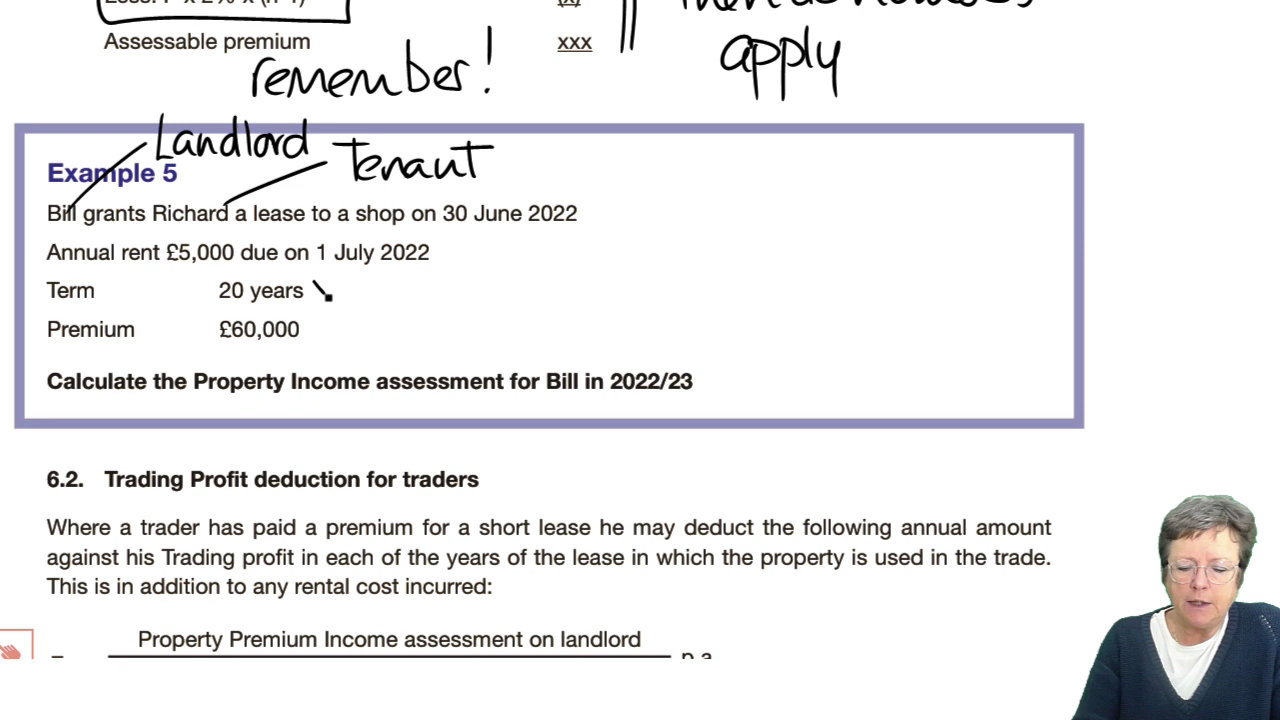 Assessable premium xxx
apply
remember!
Landlord
Tenant
Example 5
Bill grants Richard a lease to a shop on 30 June 2022
Annual rent £5,000 due on 1 July 2022
Term 20 years
Premium £60,000
Calculate the Property Income assessment for Bill in 2022/23
6.2. Trading Profit deduction for traders
Where a trader has paid a premium for a short lease he may deduct the following annual amount
against his Trading profit in each of the years of the lease in which the property is used in the trade.
This is in addition to any rental cost incurred:
Property Premium Income assessment on landlord